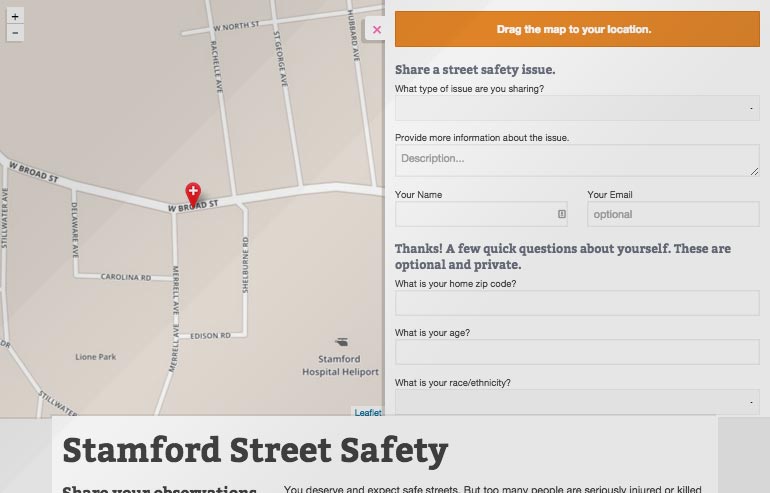 +
−
W NORTH ST
RACHELLE AVE
ST GEORGE AVE
HUBBARD AVE
×
Drag the map to your location.
Share a street safety issue.
What type of issue are you sharing?
-
Provide more information about the issue.
Description...
Your Name
Your Email
optional
Thanks! A few quick questions about yourself. These are
optional and private.
What is your home zip code?
What is your age?
What is your race/ethnicity?
-
W BROAD ST
W BROAD ST
STILLWATER AVE
DELAWARE AVE
CAROLINA RD
MERRELL AVE
MERRELL AVE
SHELBURNE RD
EDISON RD
DR
Lione Park
Stamford
Hospital Heliport
STILLWATER
Leaflet
Stamford Street Safety
Share your observations
You deserve and expect safe streets. But too many people are seriously injured or killed